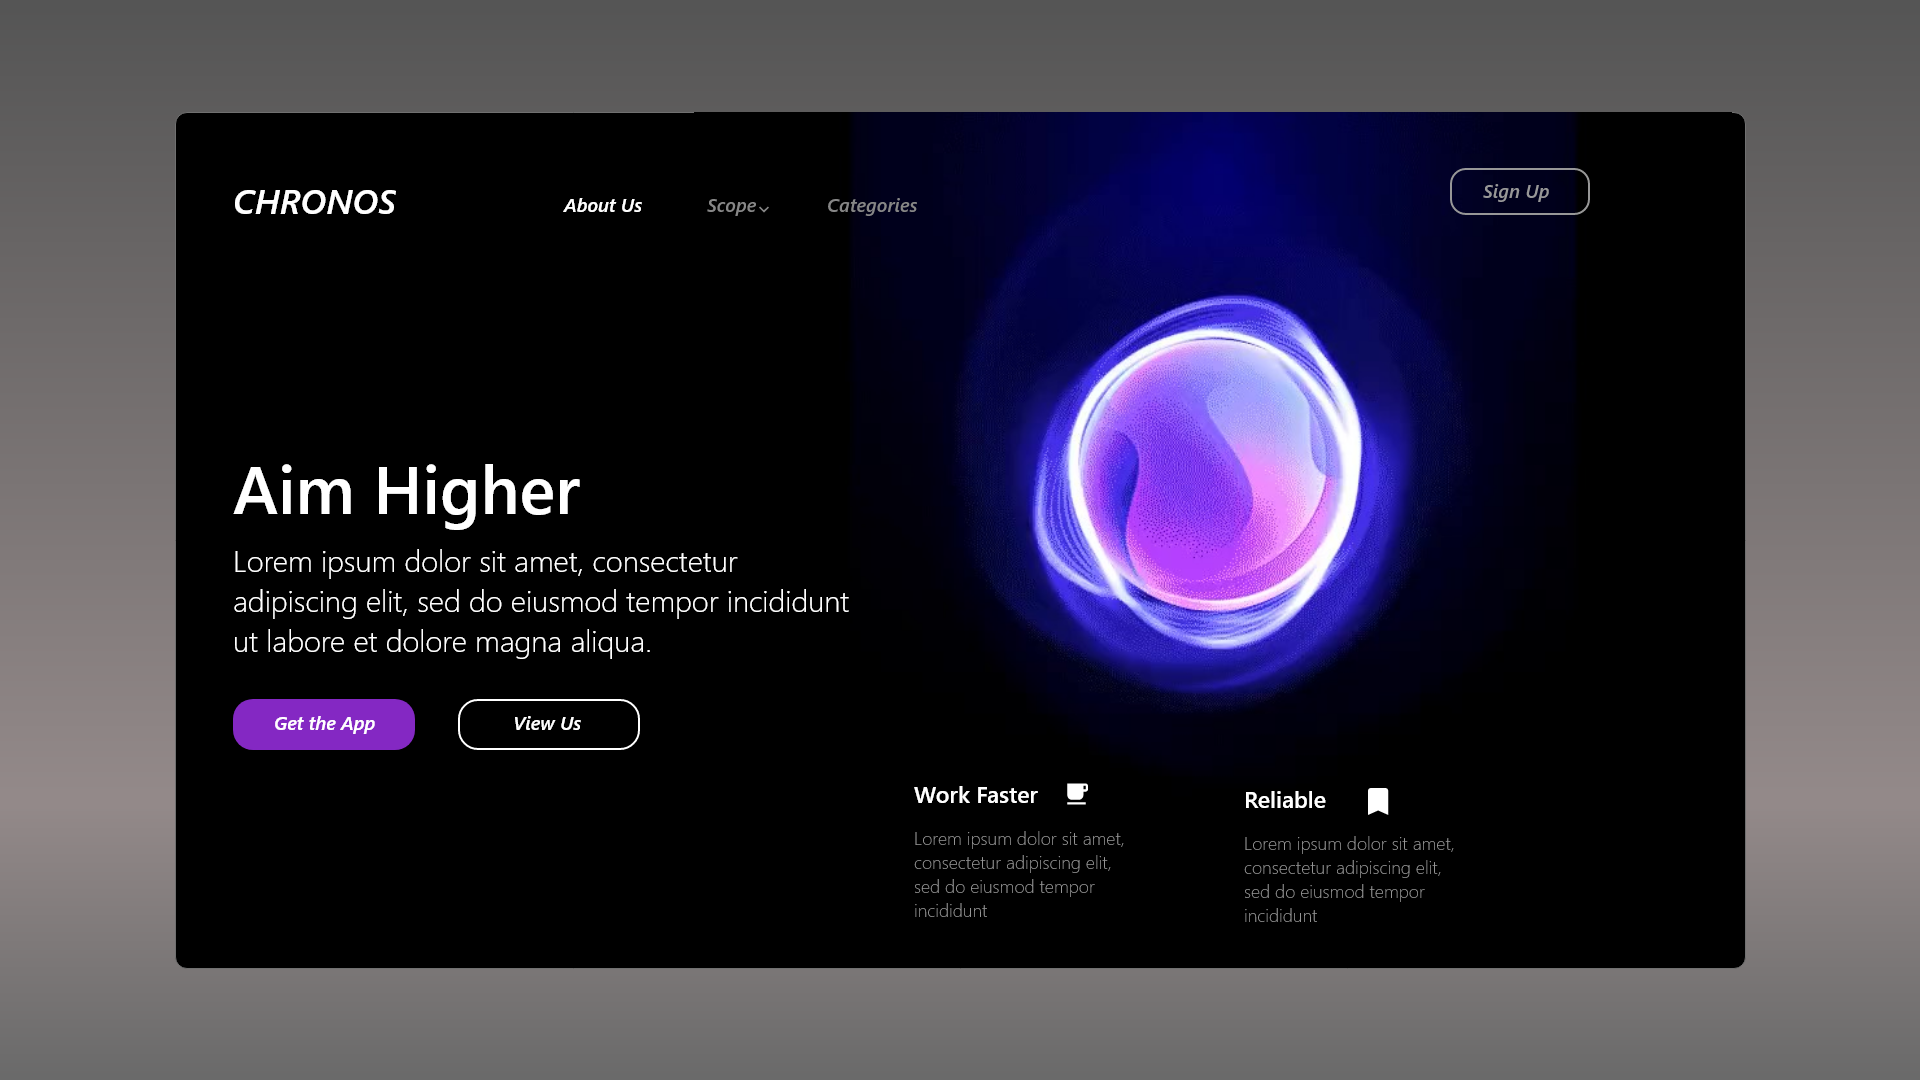 CHRONOS
About Us
Scope
Categories
Sign Up
Aim Higher
Lorem ipsum dolor sit amet, consectetur
adipiscing elit, sed do eiusmod tempor incididunt
ut labore et dolore magna aliqua.
Get the App
View Us
Work Faster
Lorem ipsum dolor sit amet,
consectetur adipiscing elit,
sed do eiusmod tempor
incididunt
Reliable
Lorem ipsum dolor sit amet,
consectetur adipiscing elit,
sed do eiusmod tempor
incididunt